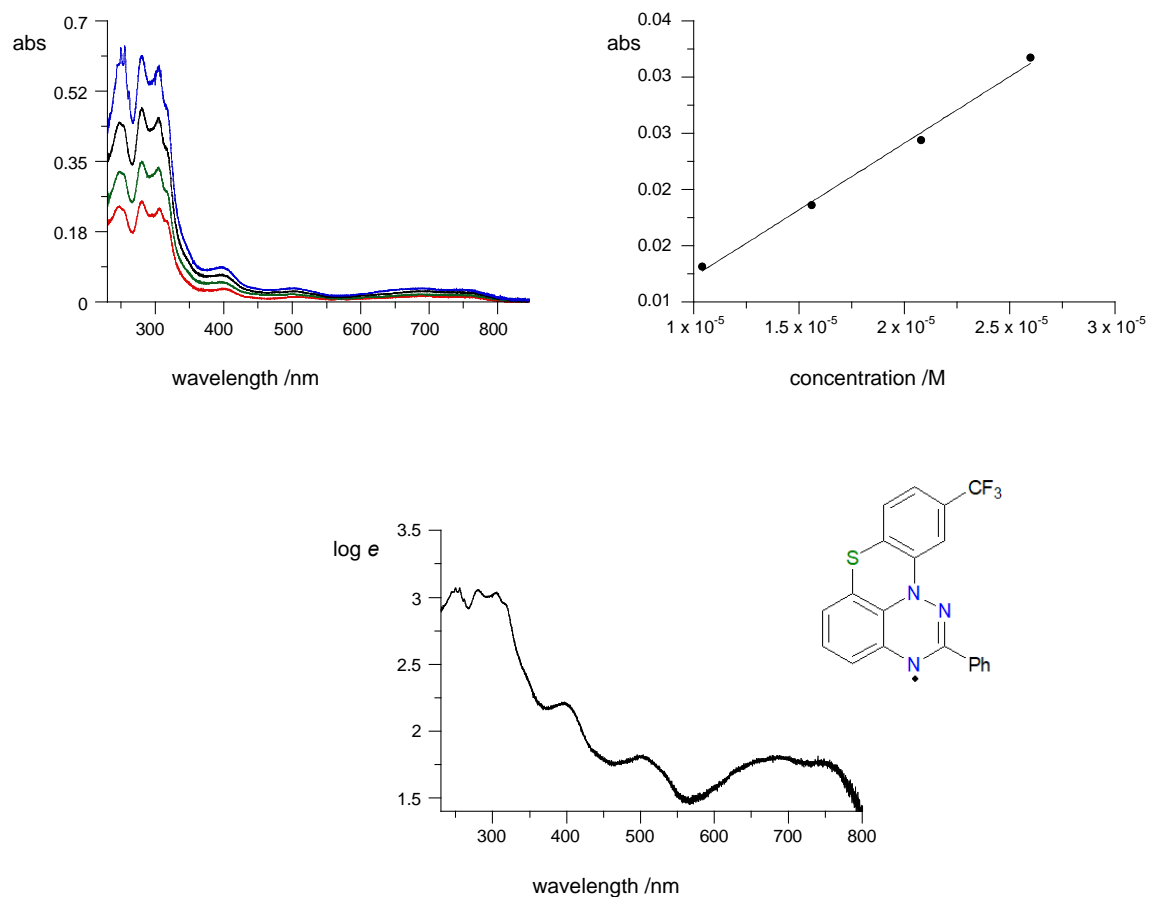 abs
0.7
0.52
0.35
0.18
0
300 400 500 600 700 800
wavelength /nm
abs
0.04
0.03
0.03
0.02
0.02
0.01
1 x 10-5 1.5 x 10-5 2 x 10-5 2.5 x 10-5 3 x 10-5
concentration /M
log e
3.5
3
2.5
2
1.5
300 400 500 600 700 800
wavelength /nm
CF3
S
N
N
N
Ph